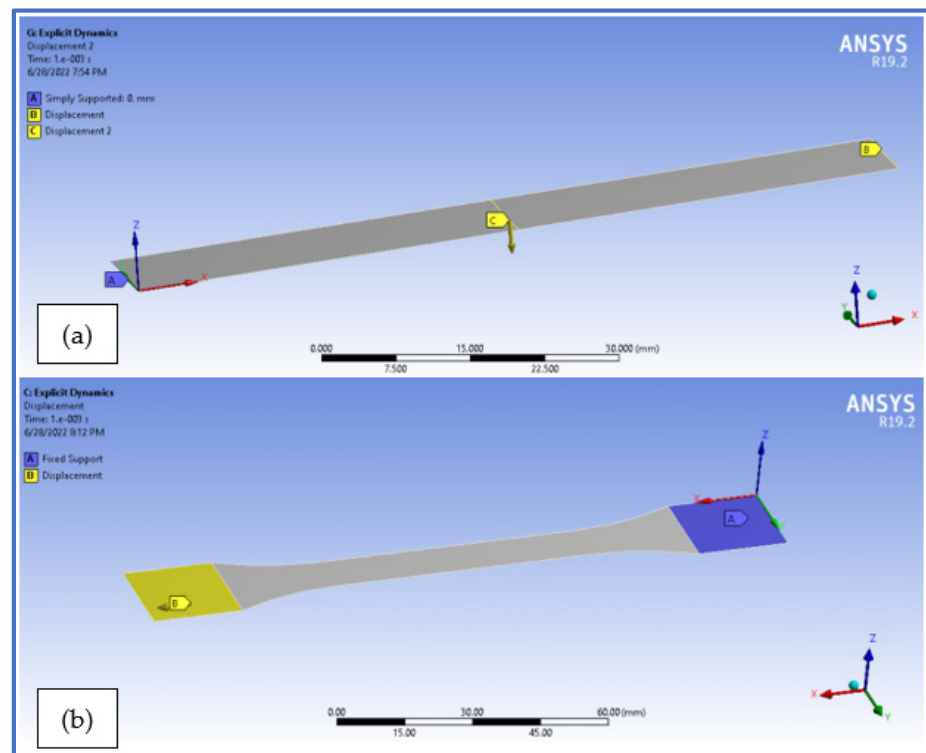 G: Explicit Dynamics
Displacement 2
Time: 1.e-003 s
6/28/2022 7:54 PM
A Simply Supported: 0. mm
B Displacement
C Displacement 2
ANSYS
R19.2
B
C
Z
A
X
Z
Y
X
(a)
0.000 15.000 30.000 (mm)
7.500 22.500
C: Explicit Dynamics
Displacement
Time: 1.e-003 s
6/28/2022 8:12 PM
A Fixed Support
B Displacement
ANSYS
R19.2
Z
X
A
Y
B
Z
X
Y
(b)
0.00 30.00 60.00 (mm)
15.00 45.00